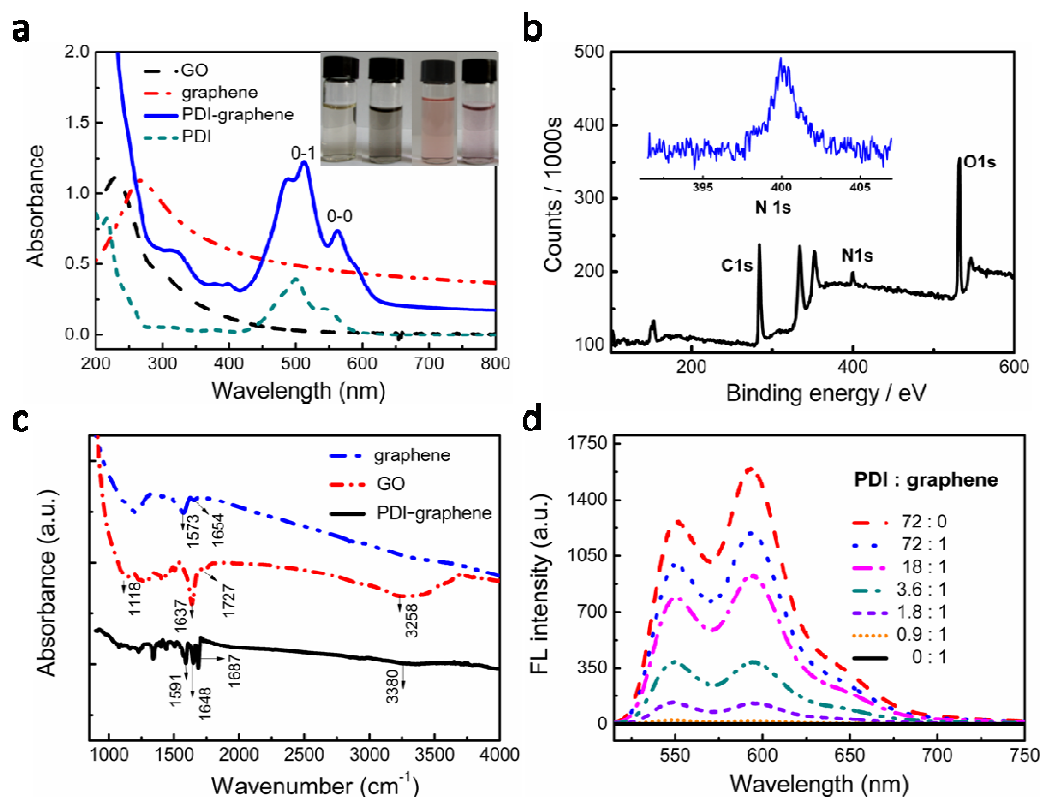 a
2.0
1.5
1.0
0.5
0.0
Absorbance
GO
graphene
PDI-graphene
PDI
0-1
0-0
200 300 400 500 600 700 800
Wavelength (nm)
b
500
400
300
200
100
Counts / 1000s
395 400 405
N 1s
C1s
N1s
O1s
200 400 600
Binding energy / eV
c
Absorbance (a.u.)
graphene
GO
PDI-graphene
1573
1654
1118
1637
1727
3258
1591
1648
1687
3380
1000 1500 2000 2500 3000 3500 4000
Wavenumber (cm⁻¹)
d
1750
1400
1050
700
350
0
FL intensity (a.u.)
PDI : graphene
72 : 0
72 : 1
18 : 1
3.6 : 1
1.8 : 1
0.9 : 1
0 : 1
550 600 650 700 750
Wavelength (nm)